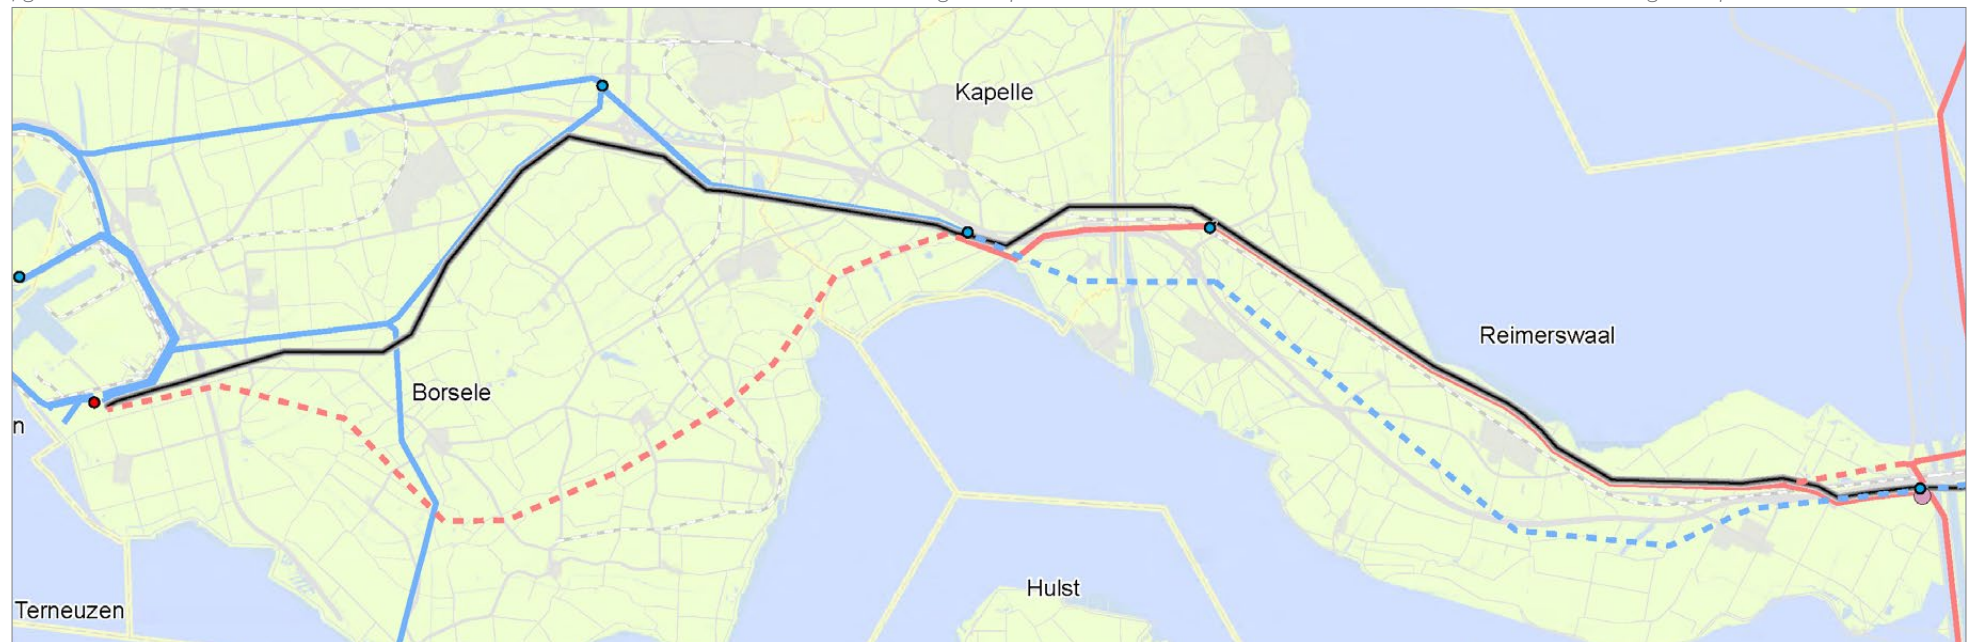 Kapelle
Reimerswaal
Borsele
n
Hulst
Terneuzen